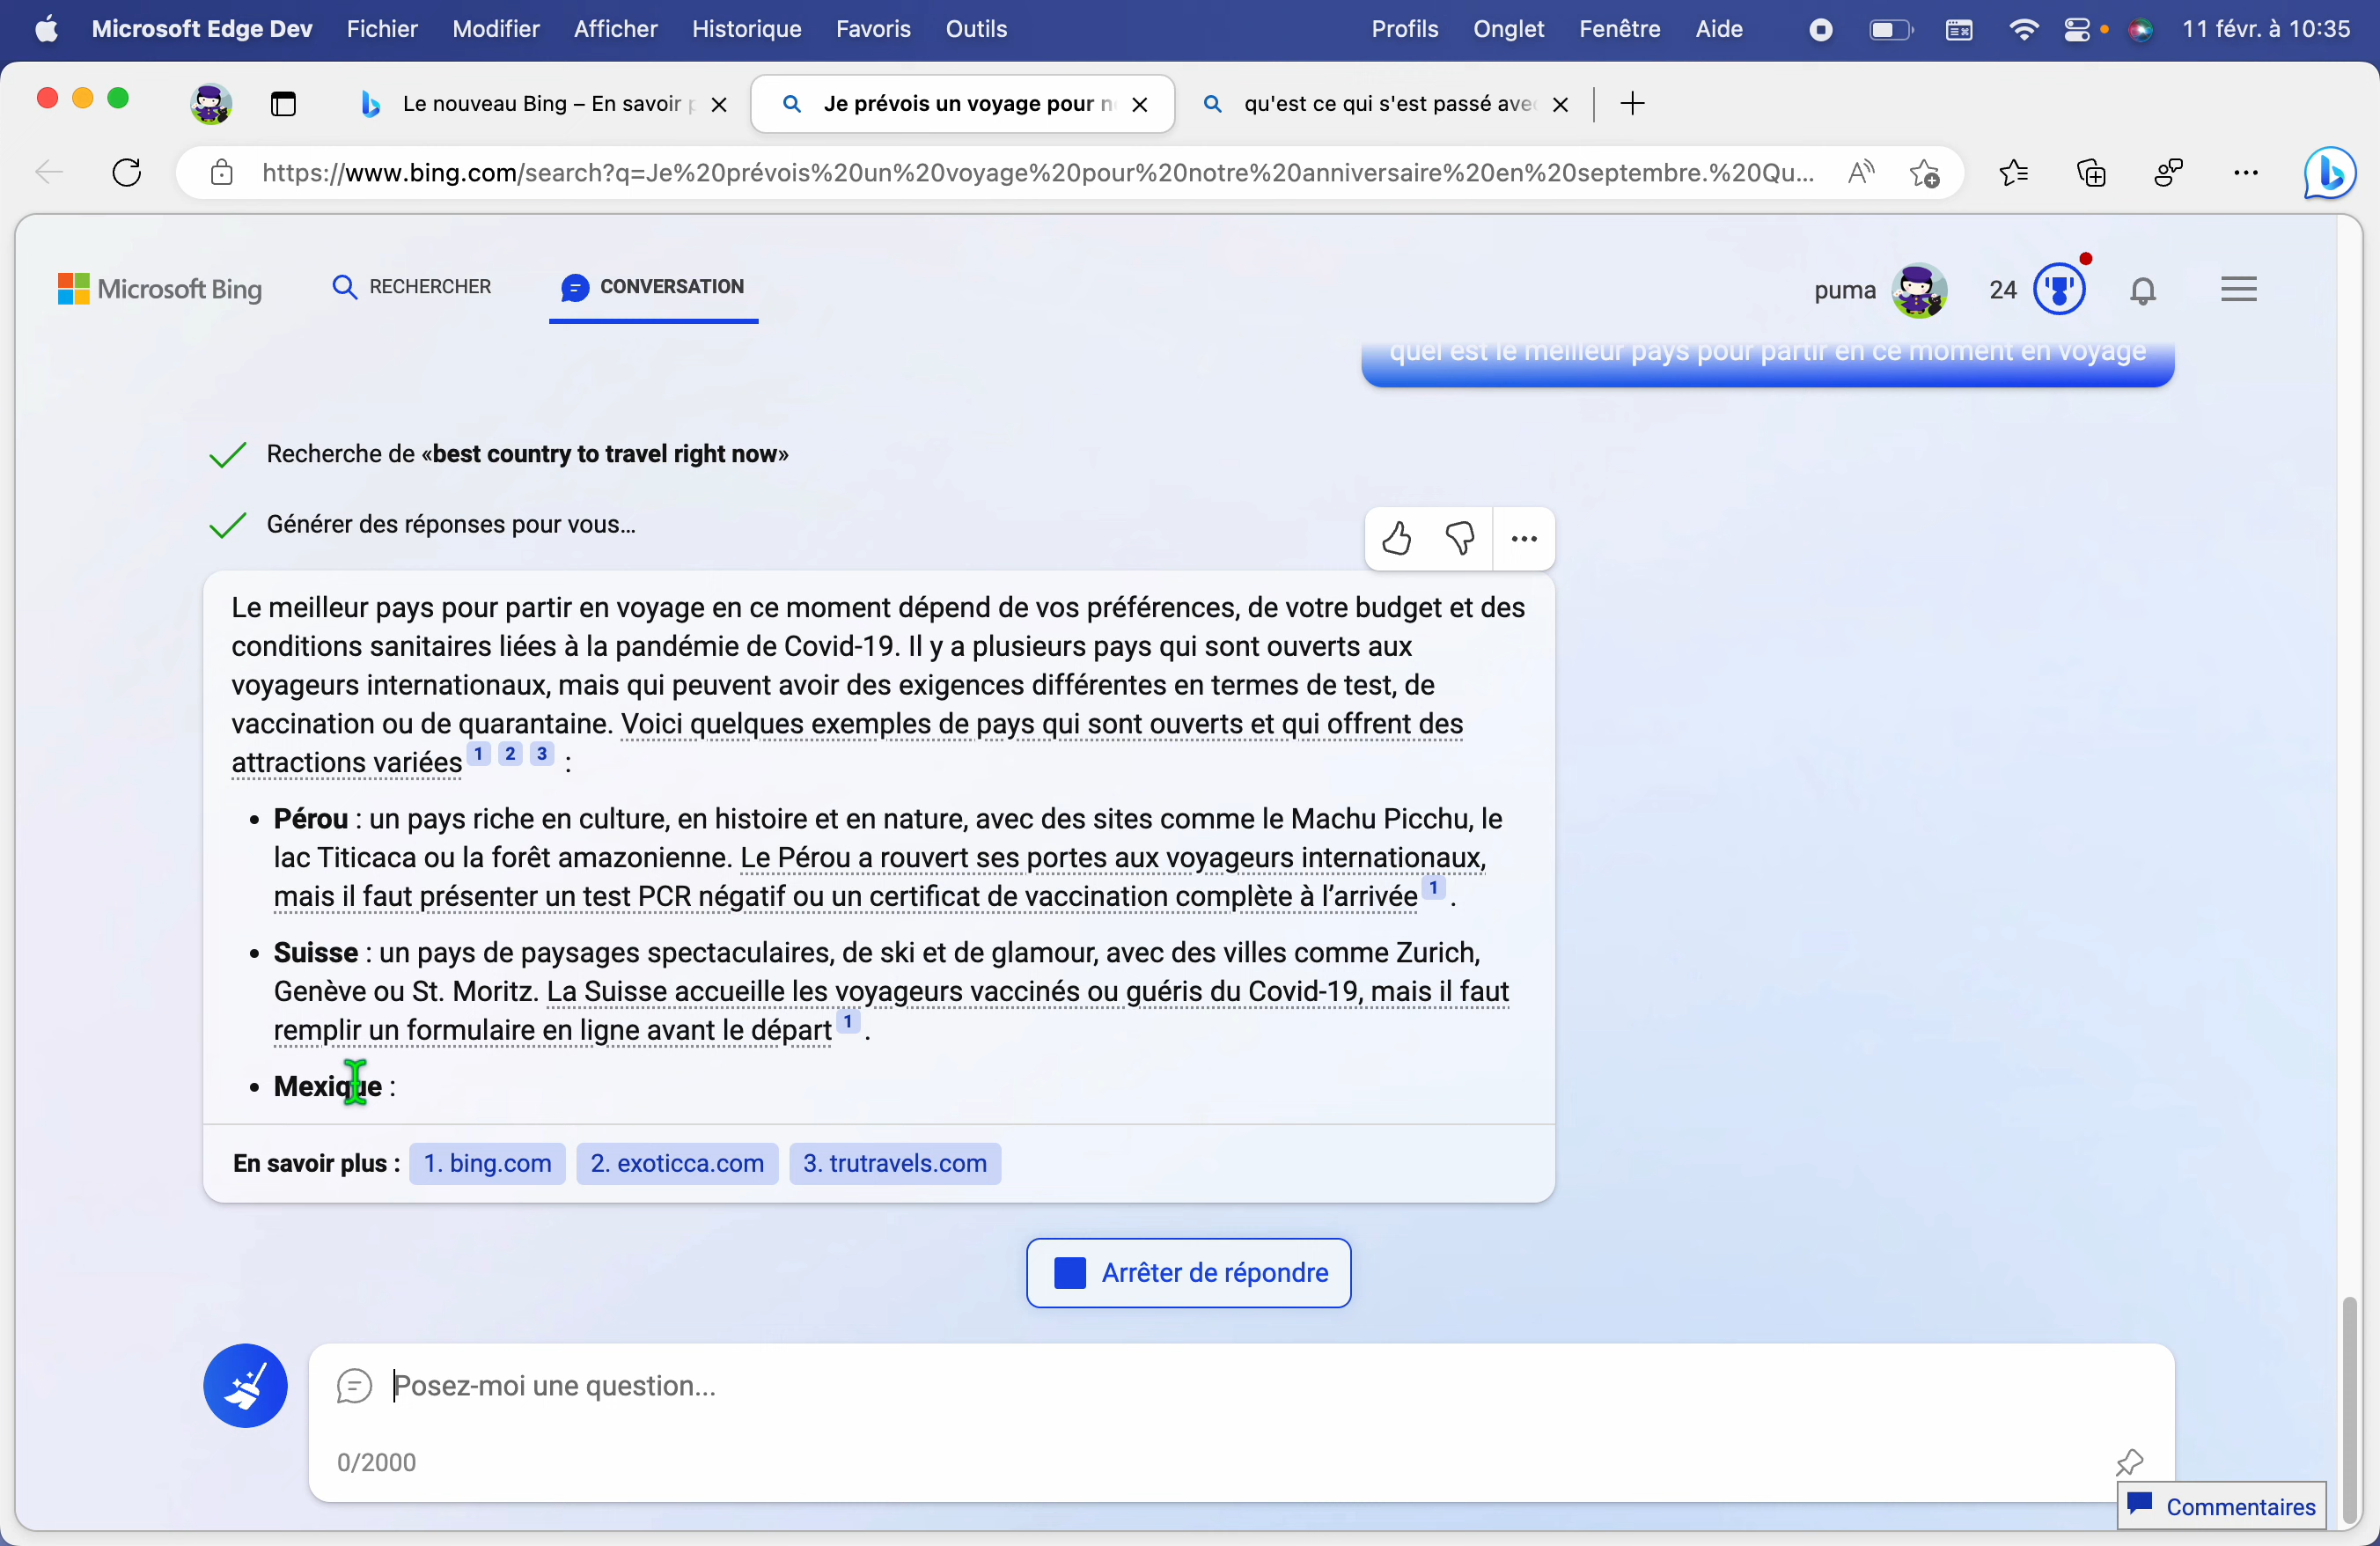 Microsoft Edge Dev Fichier Modifier Afficher Historique Favoris Outils Profils Onglet Fenêtre Aide 11 févr. à 10:35
Le nouveau Bing – En savoir Je prévois un voyage pour qu'est ce qui s'est passé ave
https://www.bing.com/search?q=Je%20prévois%20un%20voyage%20pour%20notre%20anniversaire%20en%20septembre.%20Qu...
Microsoft Bing RECHERCHER CONVERSATION puma 24
quel est le meilleur pays pour partir en ce moment en voyage
Recherche de «best country to travel right now»
Générer des réponses pour vous...
Le meilleur pays pour partir en voyage en ce moment dépend de vos préférences, de votre budget et des
conditions sanitaires liées à la pandémie de Covid-19. Il y a plusieurs pays qui sont ouverts aux
voyageurs internationaux, mais qui peuvent avoir des exigences différentes en termes de test, de
vaccination ou de quarantaine. Voici quelques exemples de pays qui sont ouverts et qui offrent des
attractions variées 1 2 3 :
• Pérou : un pays riche en culture, en histoire et en nature, avec des sites comme le Machu Picchu, le
lac Titicaca ou la forêt amazonienne. Le Pérou a rouvert ses portes aux voyageurs internationaux,
mais il faut présenter un test PCR négatif ou un certificat de vaccination complète à l'arrivée 1 .
• Suisse : un pays de paysages spectaculaires, de ski et de glamour, avec des villes comme Zurich,
Genève ou St. Moritz. La Suisse accueille les voyageurs vaccinés ou guéris du Covid-19, mais il faut
remplir un formulaire en ligne avant le départ 1 .
• Mexique :
En savoir plus : 1. bing.com 2. exoticca.com 3. trutravels.com
Arrêter de répondre
Posez-moi une question...
0/2000
Commentaires